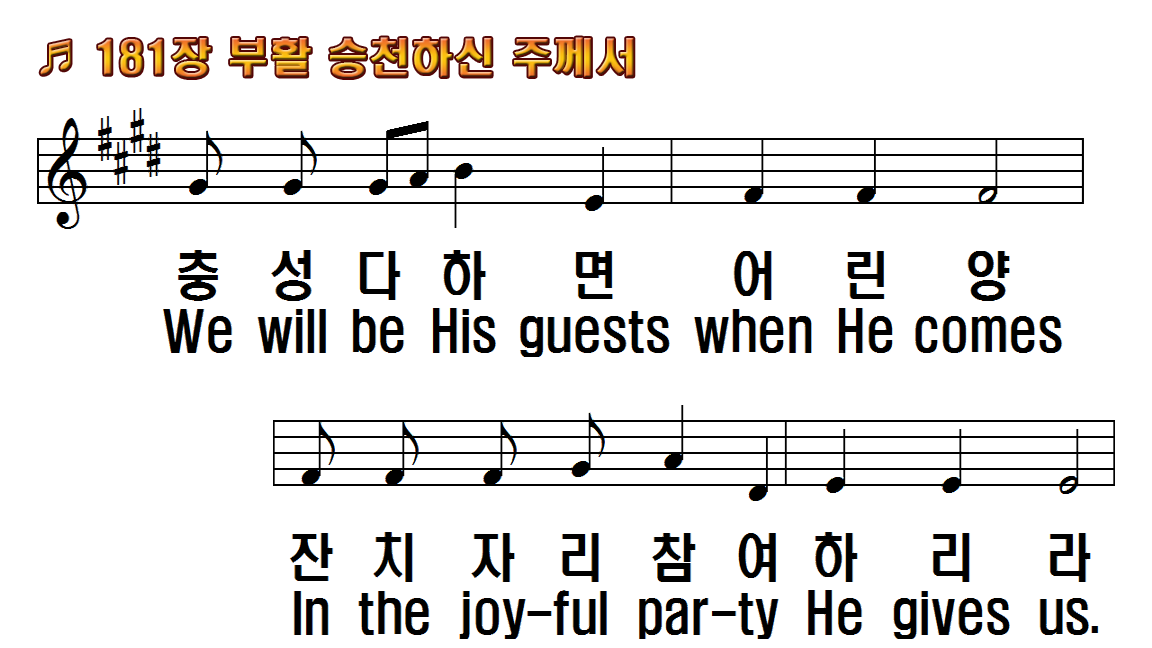 181장 부활 승천하신 주께서
충 성 다 하 면 어 린 양
We will be His guests when He comes
잔 치 자 리 참 여 하 리 라
In the joy-ful par-ty He gives us.